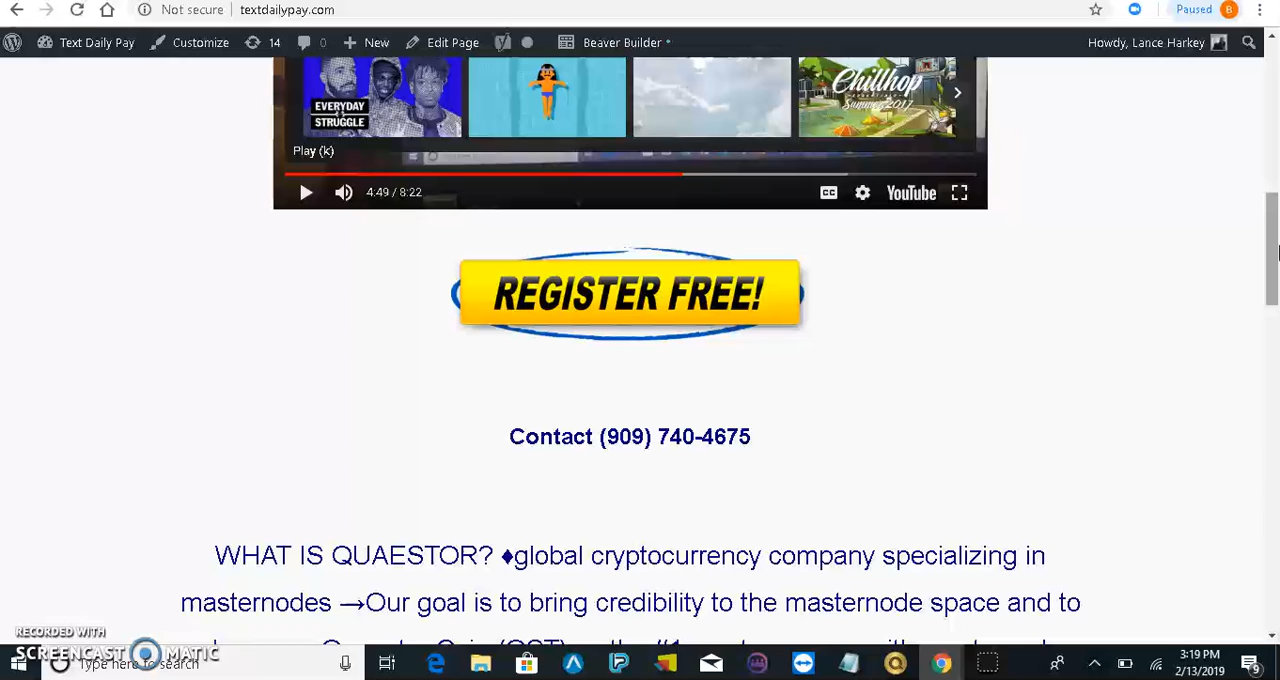 Not secure | textdailypay.com
Paused B
Text Daily Pay Customize 14 0 New Edit Page Beaver Builder
Howdy, Lance Harkey
EVERYDAY
STRUGGLE
Chillhop
Summer 2017
Play (k)
4:49 / 8:22
CC
YouTube
REGISTER FREE!
Contact (909) 740-4675
WHAT IS QUAESTOR? ♦global cryptocurrency company specializing in
masternodes →Our goal is to bring credibility to the masternode space and to
RECORDED WITH
SCREENCAST MATIC
Type here to search
3:19 PM
2/13/2019
9